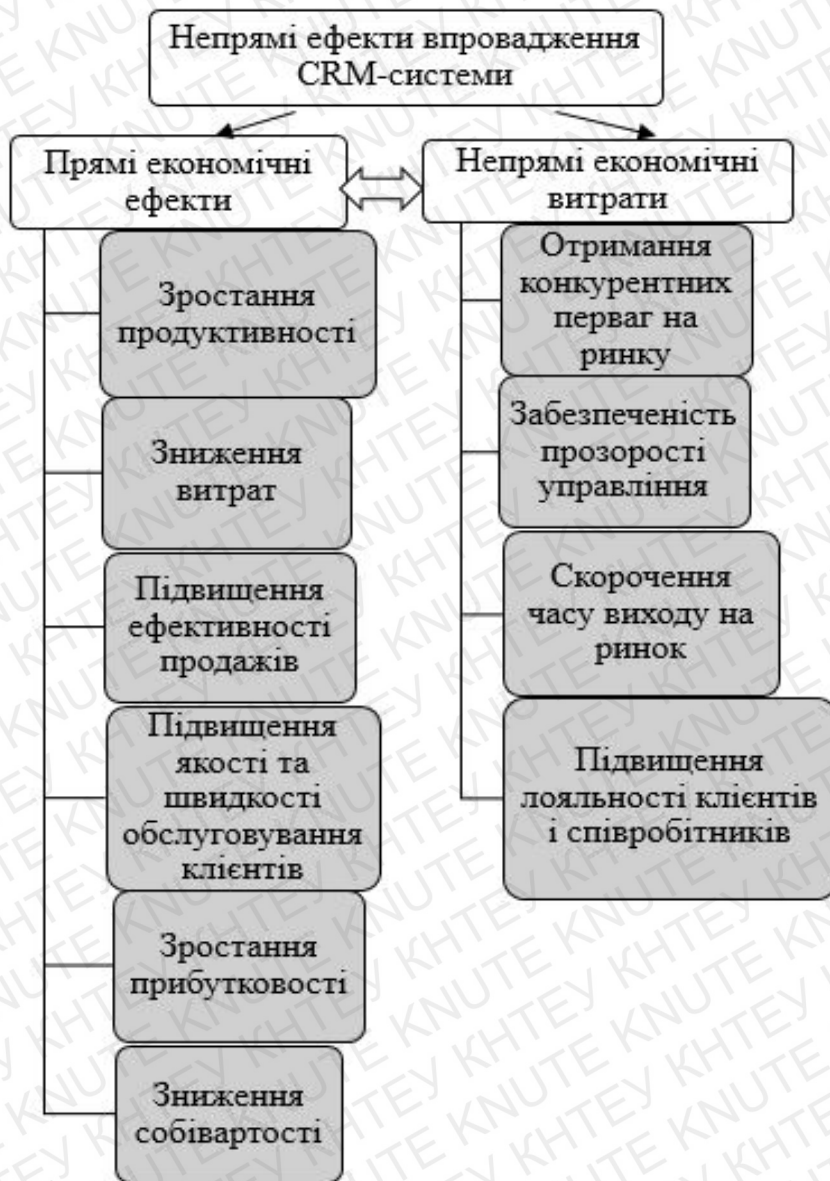 Непрямі ефекти впровадження
CRM-системи
Прямі економічні
ефекти
Непрямі економічні
витрати
Зростання
продуктивності
Зниження
витрат
Підвищення
ефективності
продажів
Підвищення
якості та
швидкості
обслуговування
клієнтів
Зростання
прибутковості
Зниження
собівартості
Отримання
конкурентних
перваг на
ринку
Забезпеченість
прозорості
управління
Скорочення
часу виходу на
ринок
Підвищення
лояльності клієнтів
і співробітників